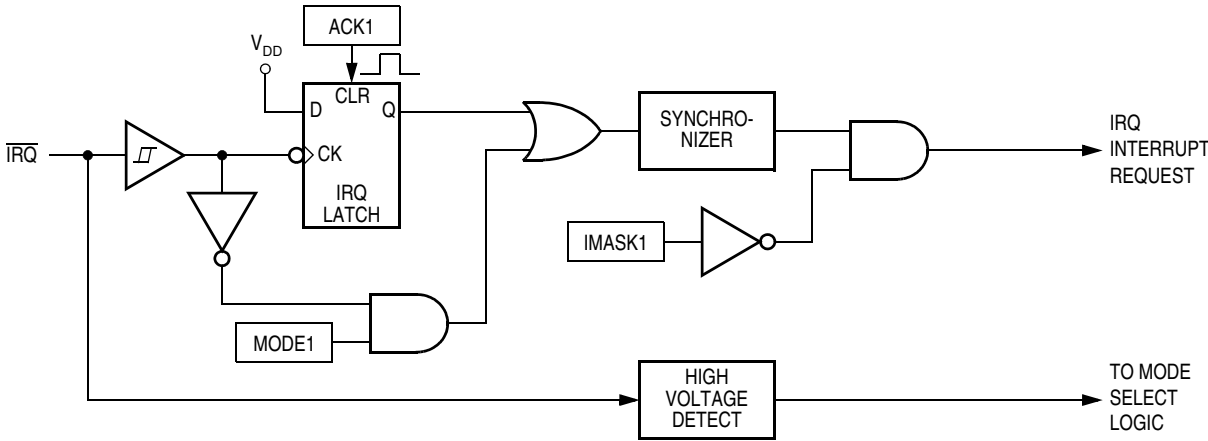 ACK1
VDD
CLR
D
Q
SYNCHRO-
NIZER
IRQ
INTERRUPT
REQUEST
IRQ
CK
IRQ
LATCH
IMASK1
MODE1
HIGH
VOLTAGE
DETECT
TO MODE
SELECT
LOGIC